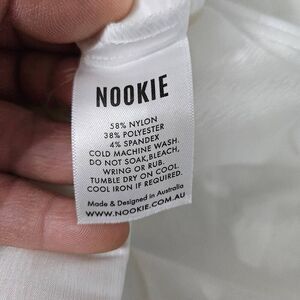 NOOKIE
58% NYLON
38% POLYESTER
4% SPANDEX
COLD MACHINE WASH.
DO NOT SOAK,BLEACH,
WRING OR RUB.
TUMBLE DRY ON COOL.
COOL IRON IF REQUIRED.
Made & Designed in Australia
WWW.NOOKIE.COM.AU